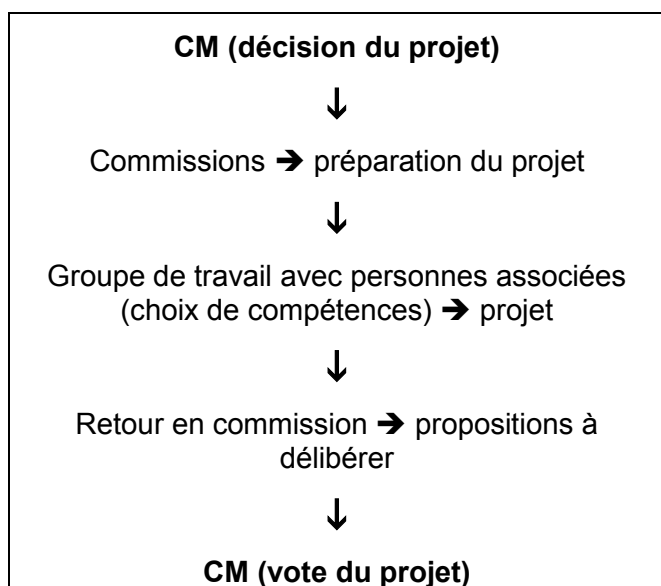 CM (décision du projet)
↓
Commissions ➔ préparation du projet
↓
Groupe de travail avec personnes associées
(choix de compétences) ➔ projet
↓
Retour en commission ➔ propositions à
délibérer
↓
CM (vote du projet)